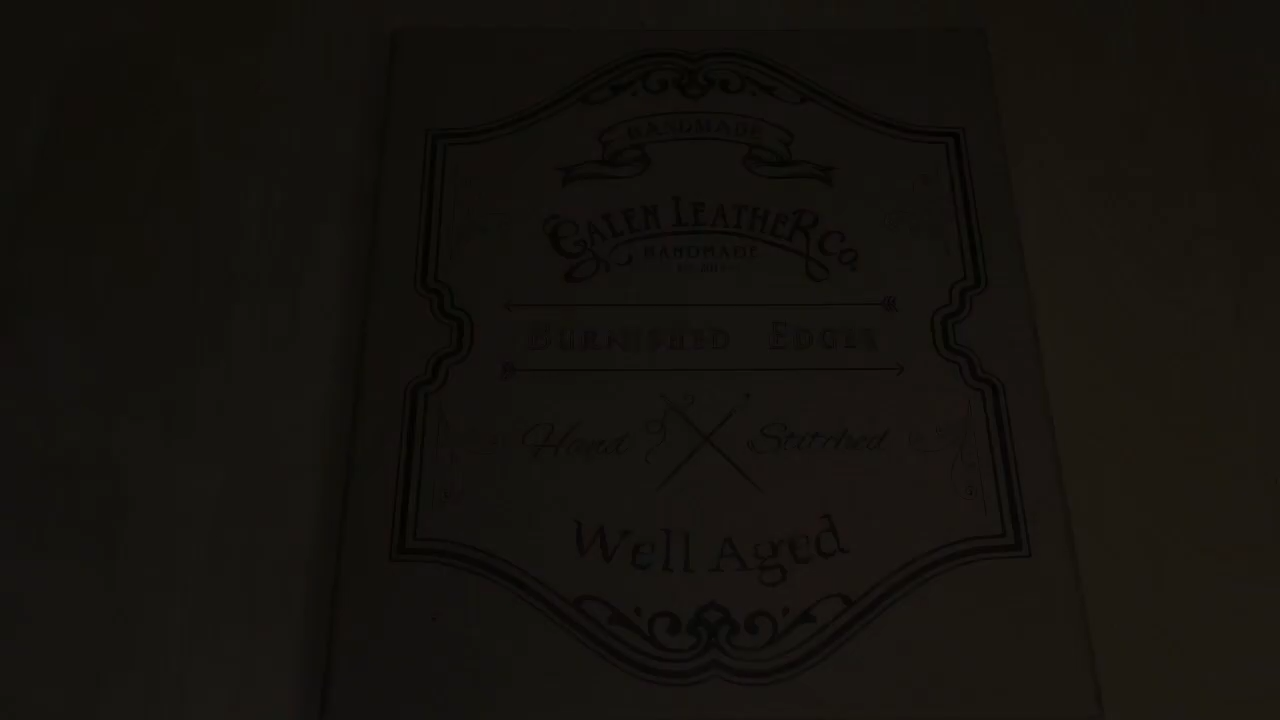 HANDMADE
GALEN LEATHER CO.
HANDMADE
BURNISHED EDGES
Hand Stitched
Well Aged